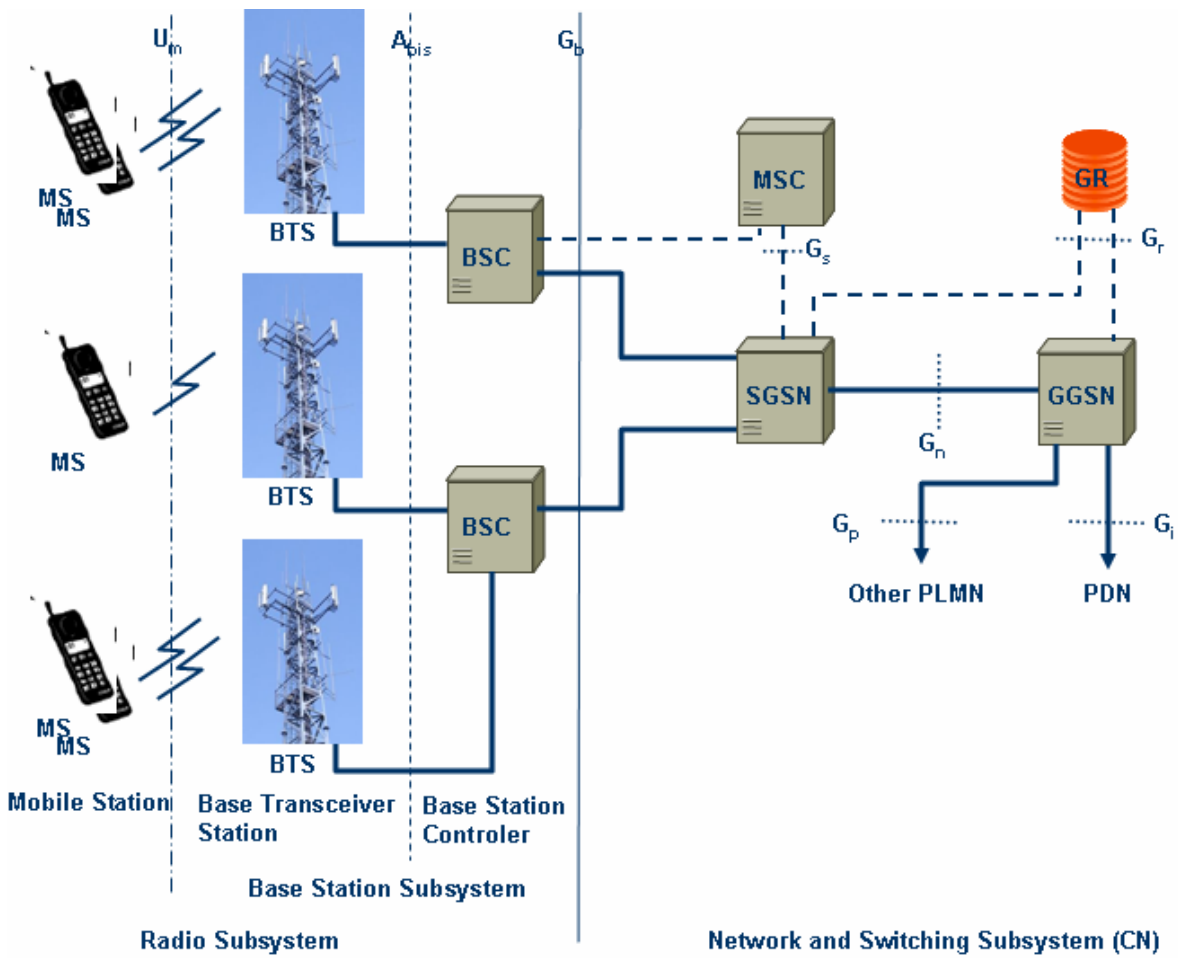 Um
Abis
Gb
MS
MS
BTS
BSC
MSC
GR
Gs
Gr
MS
BTS
BSC
SGSN
GGSN
Gn
Gp
Gi
Other PLMN
PDN
MS
MS
BTS
Mobile Station
Base Transceiver
Station
Base Station
Controler
Base Station Subsystem
Radio Subsystem
Network and Switching Subsystem (CN)